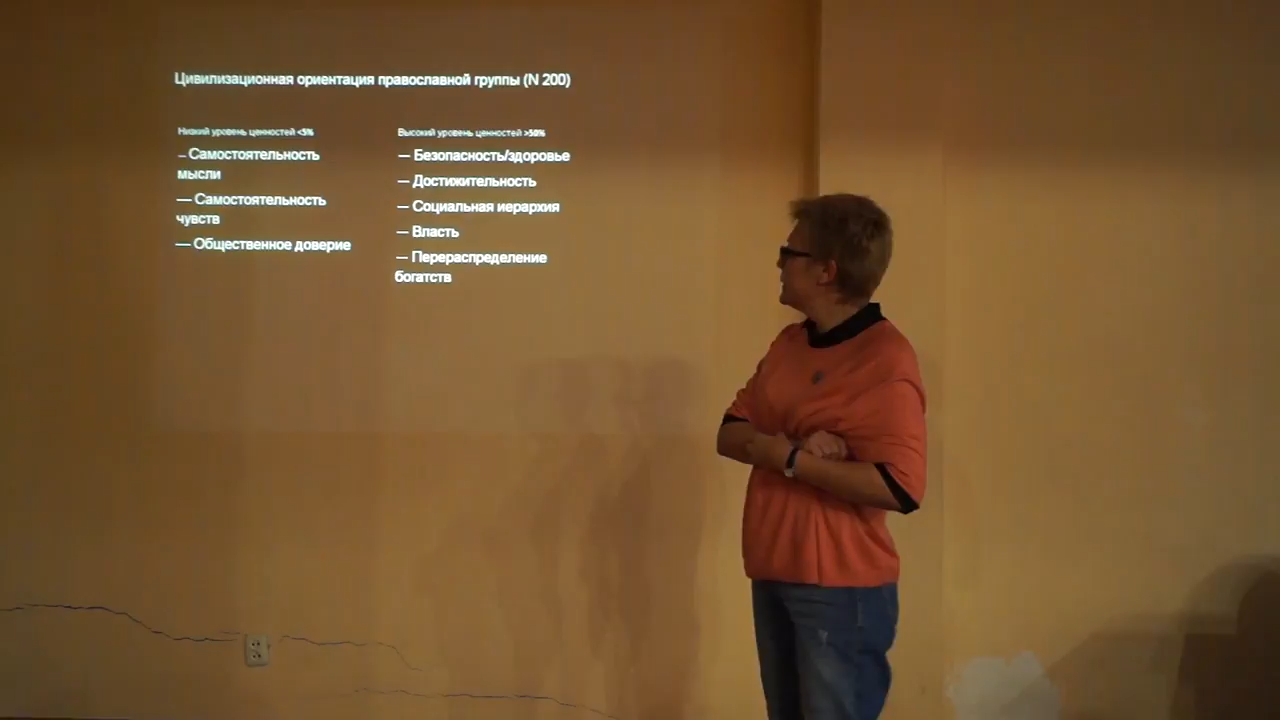 Цивилизационная ориентация православной группы (N 200)
Низкий уровень ценностей <5%
– Самостоятельность
мысли
— Самостоятельность
чувств
— Общественное доверие
Высокий уровень ценностей >50%
— Безопасность/здоровье
— Достижительность
— Социальная иерархия
— Власть
— Перераспределение
богатств